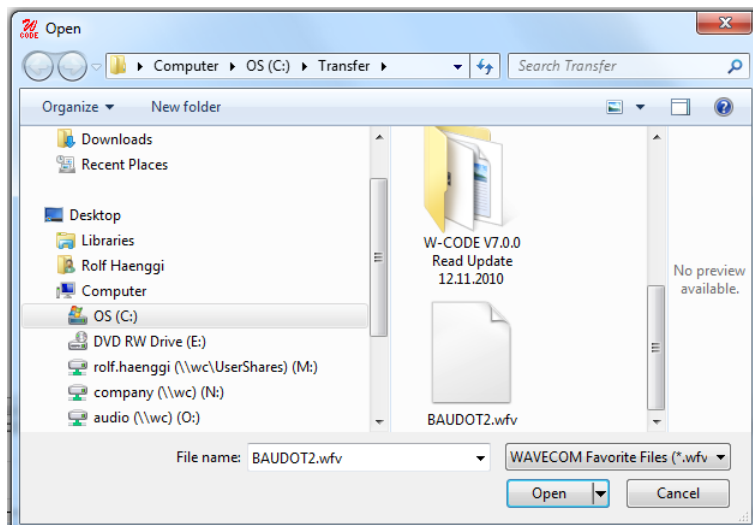 W CODE Open
Computer OS (C:) Transfer Search Transfer
Organize New folder
Downloads
Recent Places
Desktop
Libraries
Rolf Haenggi
Computer
OS (C:)
DVD RW Drive (E:)
rolf.haenggi (\\wc\UserShares) (M:)
company (\\wc) (N:)
audio (\\wc) (O:)
W-CODE V7.0.0
Read Update
12.11.2010
BAUDOT2.wfv
No preview
available.
File name: BAUDOT2.wfv WAVECOM Favorite Files (*.wfv
Open Cancel